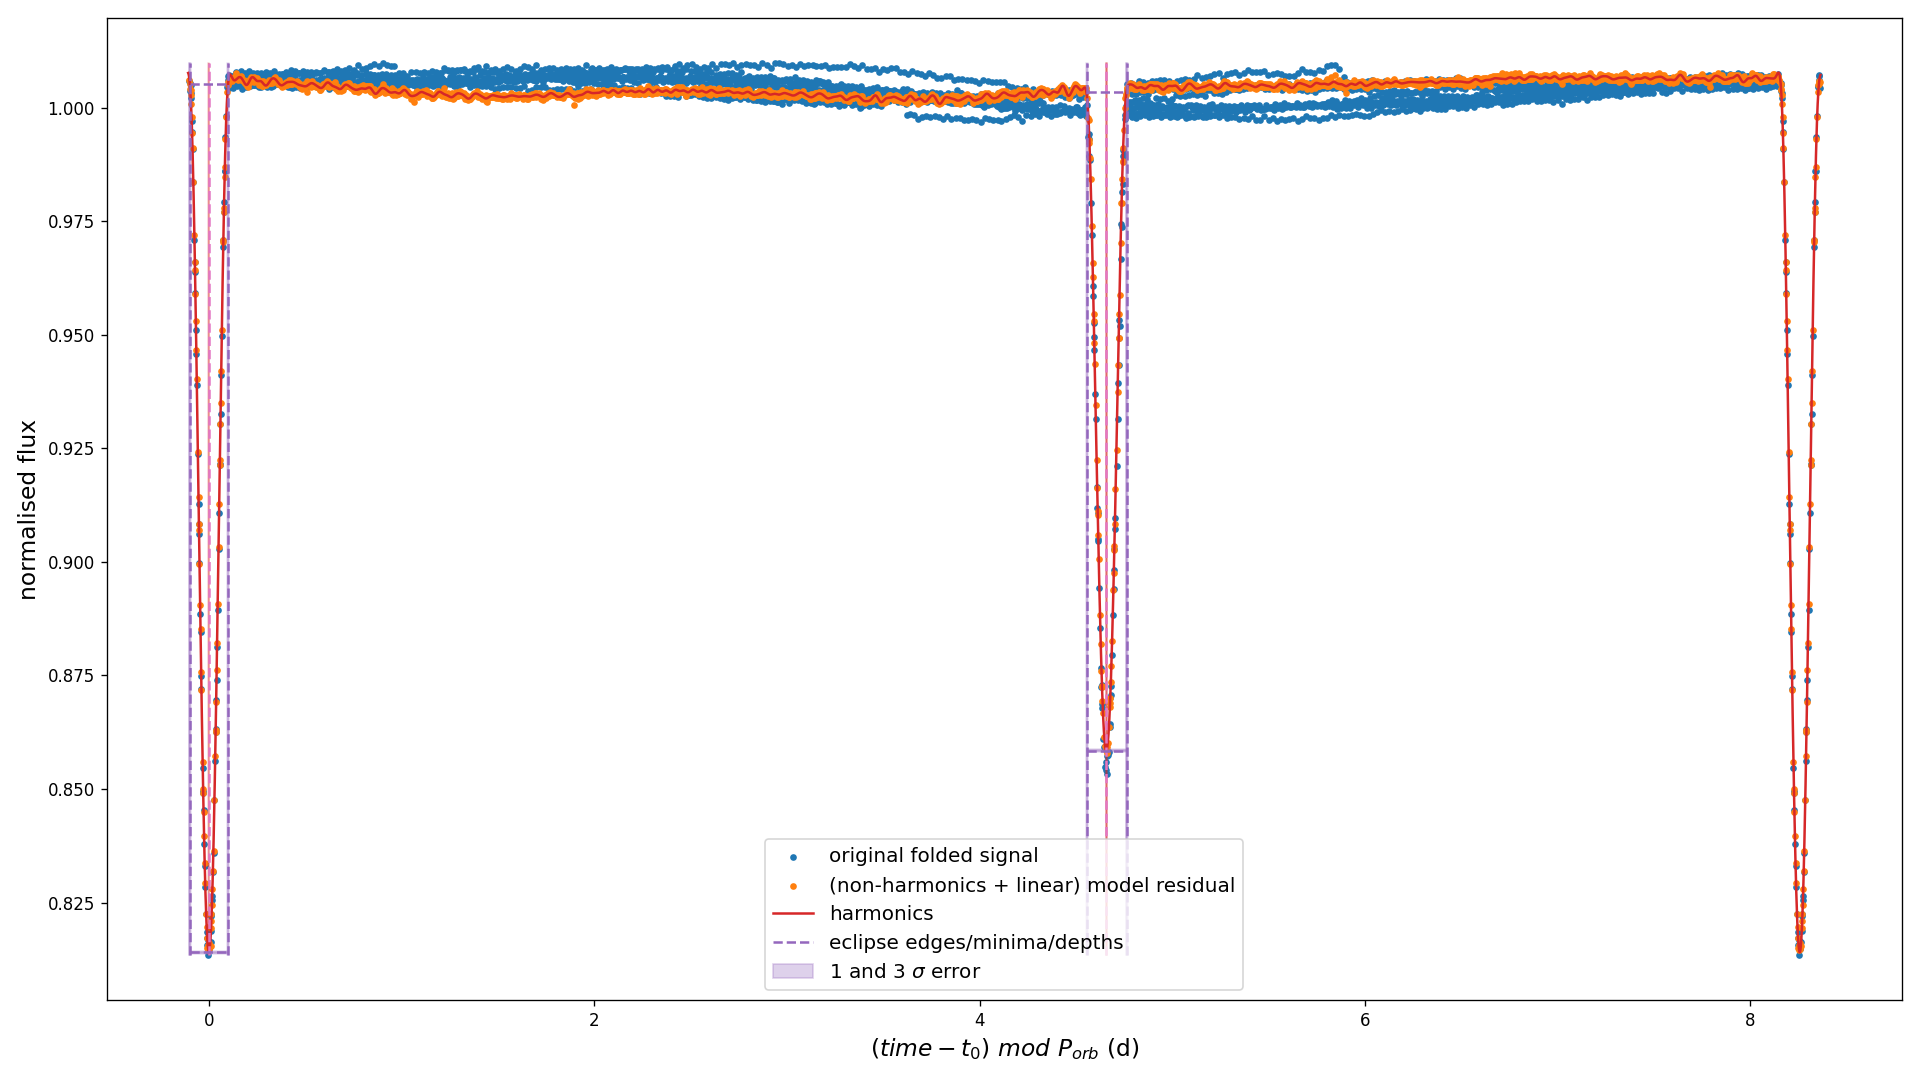 1.000
0.975
0.950
0.925
0.900
0.875
0.850
0.825
normalised flux
original folded signal
(non-harmonics + linear) model residual
harmonics
eclipse edges/minima/depths
1 and 3 σ error
0 2 4 6 8
(time − t₀) mod P_orb (d)